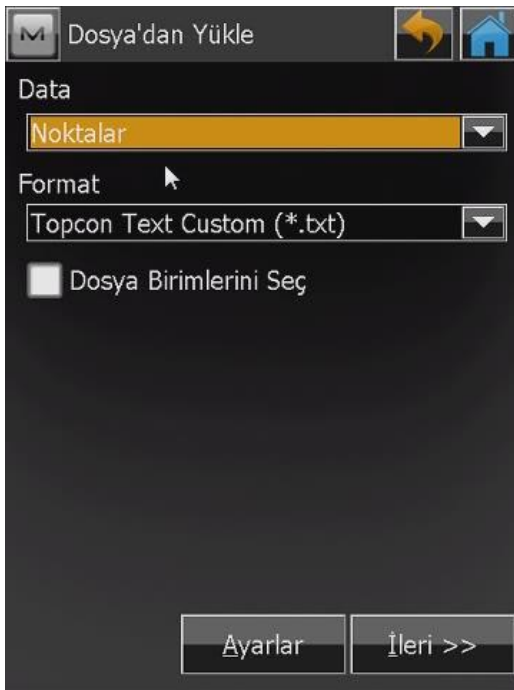 Dosya'dan Yükle
Data
Noktalar
Format
Topcon Text Custom (*.txt)
Dosya Birimlerini Seç
Ayarlar
İleri >>